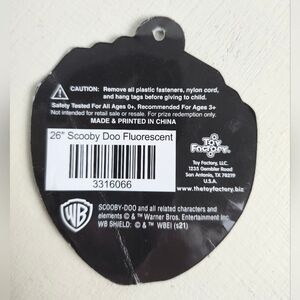 CAUTION: Remove all plastic fasteners, nylon cord,
and hang tags before giving to child.
Safety Tested For All Ages 0+, Recommended For Ages 3+
Not intended for retail sale or resale. For prize redemption only.
MADE & PRINTED IN CHINA
26" Scooby Doo Fluorescent
3316066
Toy
Factory
Toy Factory, LLC.
1235 Gembler Road
San Antonio, TX 78219
U.S.A.
www.thetoyfactory.biz
WB
SCOOBY-DOO and all related characters and
elements © & ™ Warner Bros. Entertainment Inc.
WB SHIELD: © & ™ WBEI (s21)